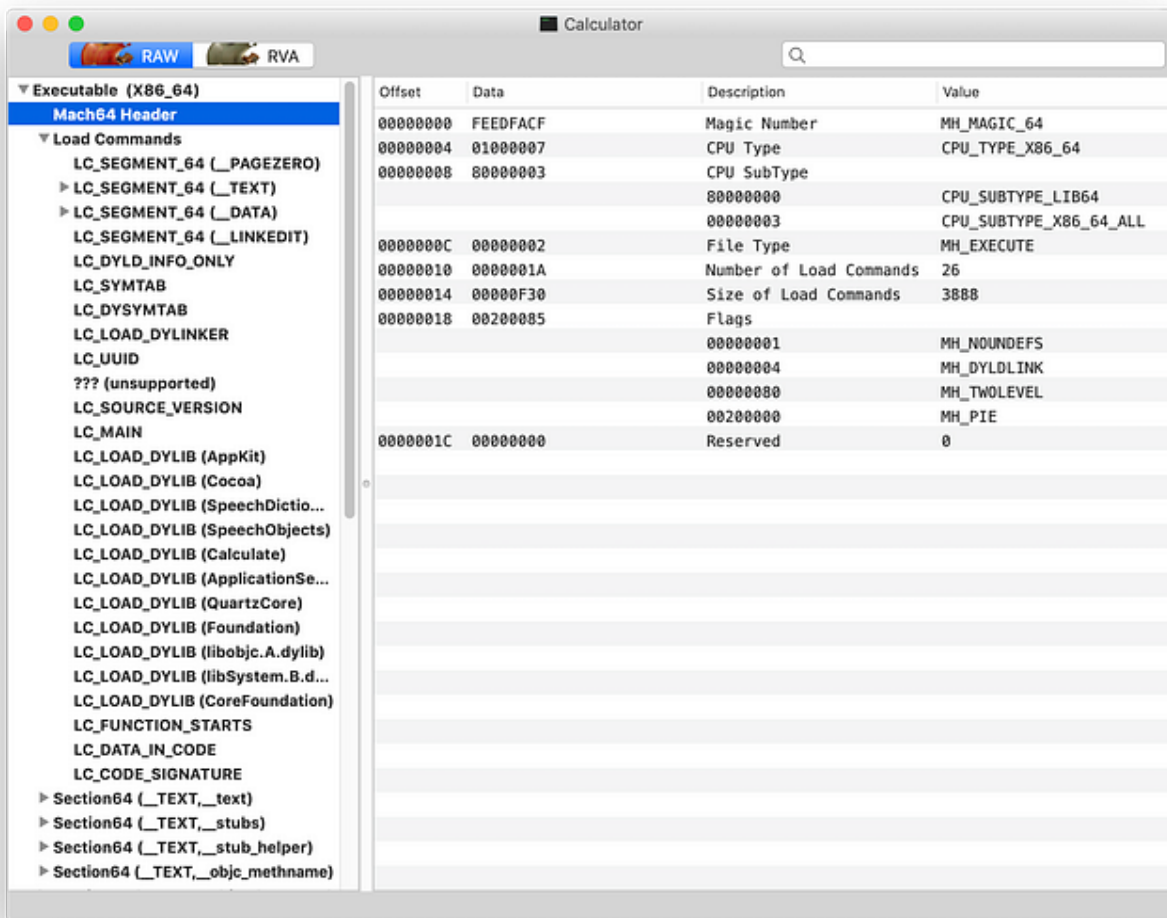 Calculator
RAW RVA
Executable (X86_64)
Mach64 Header
Load Commands
LC_SEGMENT_64 (__PAGEZERO)
LC_SEGMENT_64 (__TEXT)
LC_SEGMENT_64 (__DATA)
LC_SEGMENT_64 (__LINKEDIT)
LC_DYLD_INFO_ONLY
LC_SYMTAB
LC_DYSYMTAB
LC_LOAD_DYLINKER
LC_UUID
??? (unsupported)
LC_SOURCE_VERSION
LC_MAIN
LC_LOAD_DYLIB (AppKit)
LC_LOAD_DYLIB (Cocoa)
LC_LOAD_DYLIB (SpeechDictio...
LC_LOAD_DYLIB (SpeechObjects)
LC_LOAD_DYLIB (Calculate)
LC_LOAD_DYLIB (ApplicationSe...
LC_LOAD_DYLIB (QuartzCore)
LC_LOAD_DYLIB (Foundation)
LC_LOAD_DYLIB (libobjc.A.dylib)
LC_LOAD_DYLIB (libSystem.B.d...
LC_LOAD_DYLIB (CoreFoundation)
LC_FUNCTION_STARTS
LC_DATA_IN_CODE
LC_CODE_SIGNATURE
Section64 (__TEXT,__text)
Section64 (__TEXT,__stubs)
Section64 (__TEXT,__stub_helper)
Section64 (__TEXT,__objc_methname)
Offset Data Description Value
00000000 FEEDFACF Magic Number MH_MAGIC_64
00000004 01000007 CPU Type CPU_TYPE_X86_64
00000008 80000003 CPU SubType
80000000 CPU_SUBTYPE_LIB64
00000003 CPU_SUBTYPE_X86_64_ALL
0000000C 00000002 File Type MH_EXECUTE
00000010 0000001A Number of Load Commands 26
00000014 00000F30 Size of Load Commands 3888
00000018 00200085 Flags
00000001 MH_NOUNDEFS
00000004 MH_DYLDLINK
00000080 MH_TWOLEVEL
00200000 MH_PIE
0000001C 00000000 Reserved 0